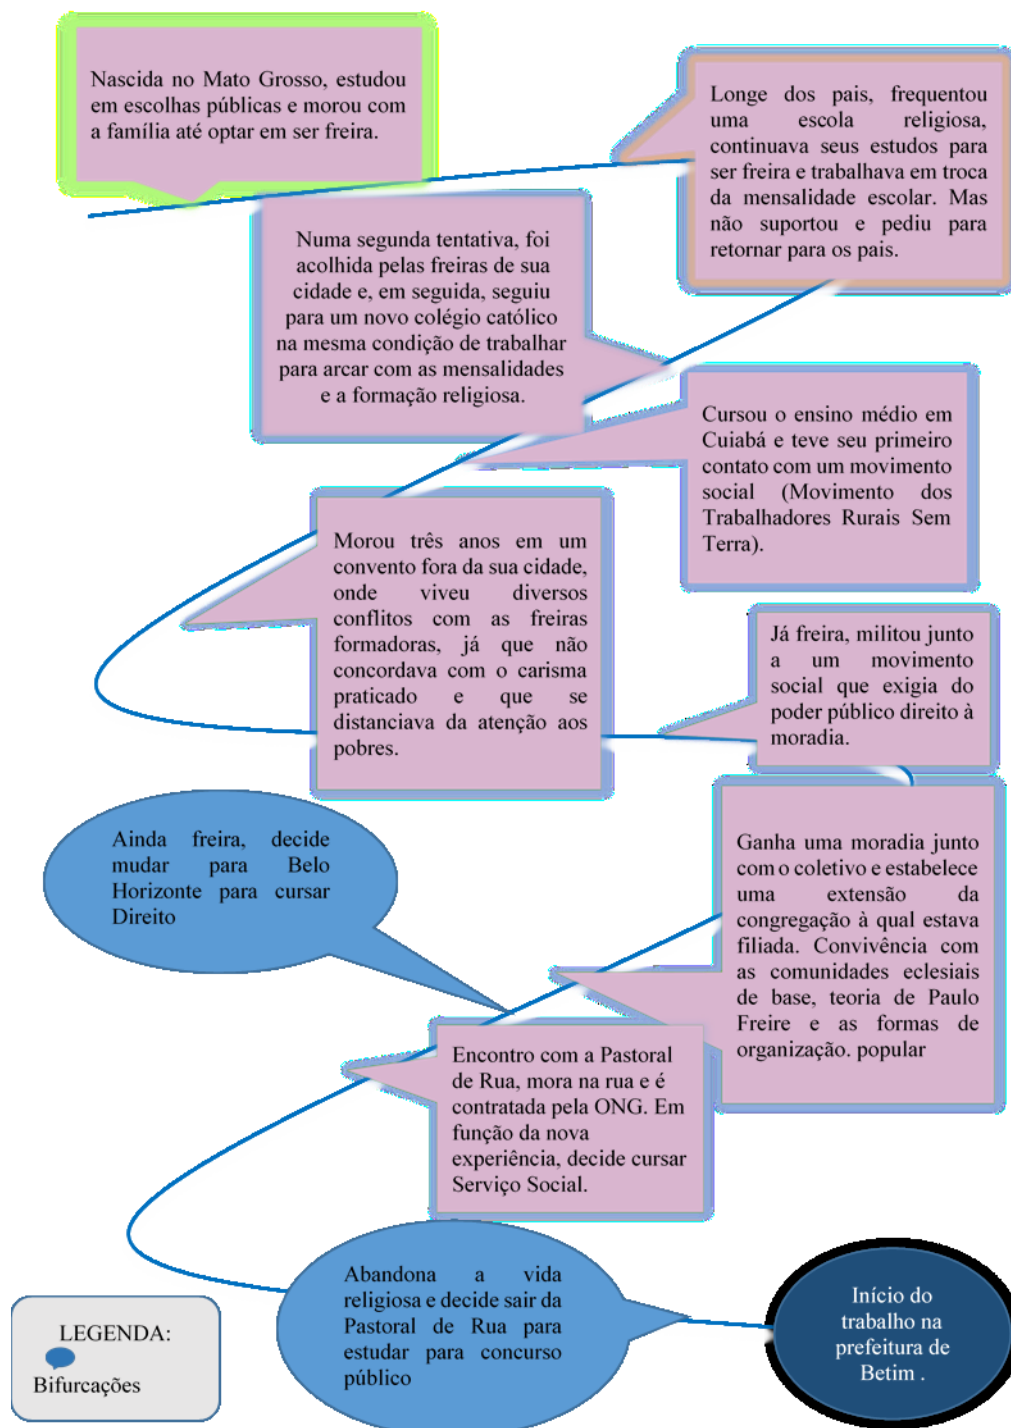 Nascida no Mato Grosso, estudou
em escolhas públicas e morou com
a família até optar em ser freira.
Longe dos pais, frequentou
uma escola religiosa,
continuava seus estudos para
ser freira e trabalhava em troca
da mensalidade escolar. Mas
não suportou e pediu para
retornar para os pais.
Numa segunda tentativa, foi
acolhida pelas freiras de sua
cidade e, em seguida, seguiu
para um novo colégio católico
na mesma condição de trabalhar
para arcar com as mensalidades
e a formação religiosa.
Cursou o ensino médio em
Cuiabá e teve seu primeiro
contato com um movimento
social (Movimento dos
Trabalhadores Rurais Sem
Terra).
Morou três anos em um
convento fora da sua cidade,
onde viveu diversos
conflitos com as freiras
formadoras, já que não
concordava com o carisma
praticado e que se
distanciava da atenção aos
pobres.
Já freira, militou junto
a um movimento
social que exigia do
poder público direito à
moradia.
Ganha uma moradia junto
com o coletivo e estabelece
uma extensão da
congregação à qual estava
filiada. Convivência com
as comunidades eclesiais
de base, teoria de Paulo
Freire e as formas de
organização. popular
Ainda freira, decide
mudar para Belo
Horizonte para cursar
Direito
Encontro com a Pastoral
de Rua, mora na rua e é
contratada pela ONG. Em
função da nova
experiência, decide cursar
Serviço Social.
Abandona a vida
religiosa e decide sair da
Pastoral de Rua para
estudar para concurso
público
Início do
trabalho na
prefeitura de
Betim .
LEGENDA:
Bifurcações